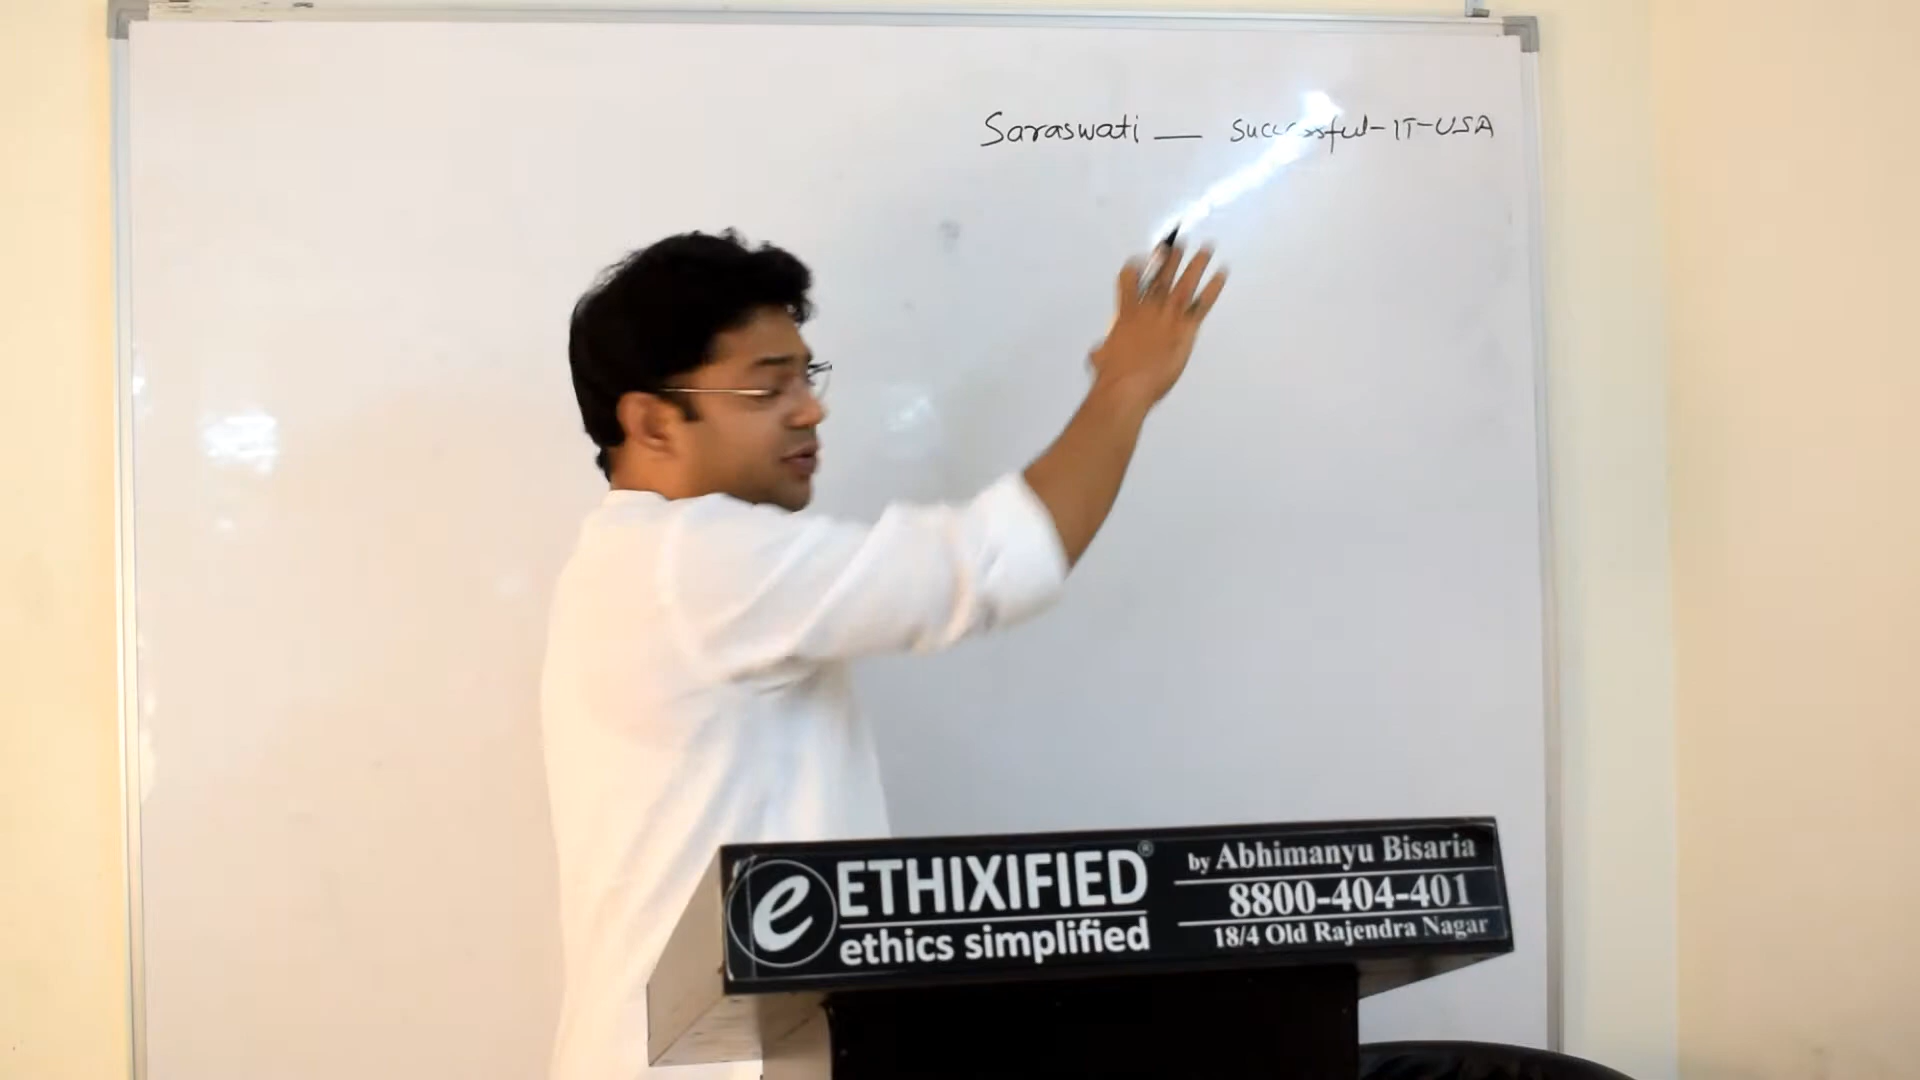 Saraswati — Successful-IT-USA
e ETHIXIFIED®
ethics simplified
by Abhimanyu Bisaria
8800-404-401
18/4 Old Rajendra Nagar